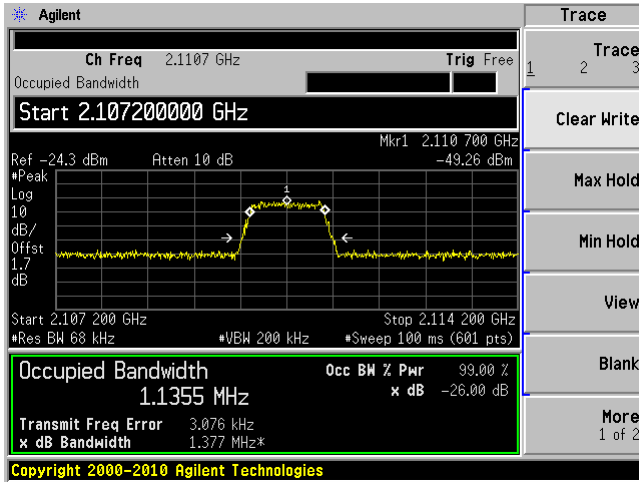 Agilent
Trace
Ch Freq 2.1107 GHz Trig Free
Occupied Bandwidth
Start 2.107200000 GHz
Mkr1 2.110 700 GHz
Ref -24.3 dBm Atten 10 dB -49.26 dBm
#Peak
Log
10
dB/
Offst
1.7
dB
1
Start 2.107 200 GHz Stop 2.114 200 GHz
#Res BW 68 kHz #VBW 200 kHz #Sweep 100 ms (601 pts)
Occupied Bandwidth
1.1355 MHz
Occ BW % Pwr 99.00 %
x dB -26.00 dB
Transmit Freq Error 3.076 kHz
x dB Bandwidth 1.377 MHz*
Copyright 2000-2010 Agilent Technologies
Trace
1 2 3
Clear Write
Max Hold
Min Hold
View
Blank
More
1 of 2